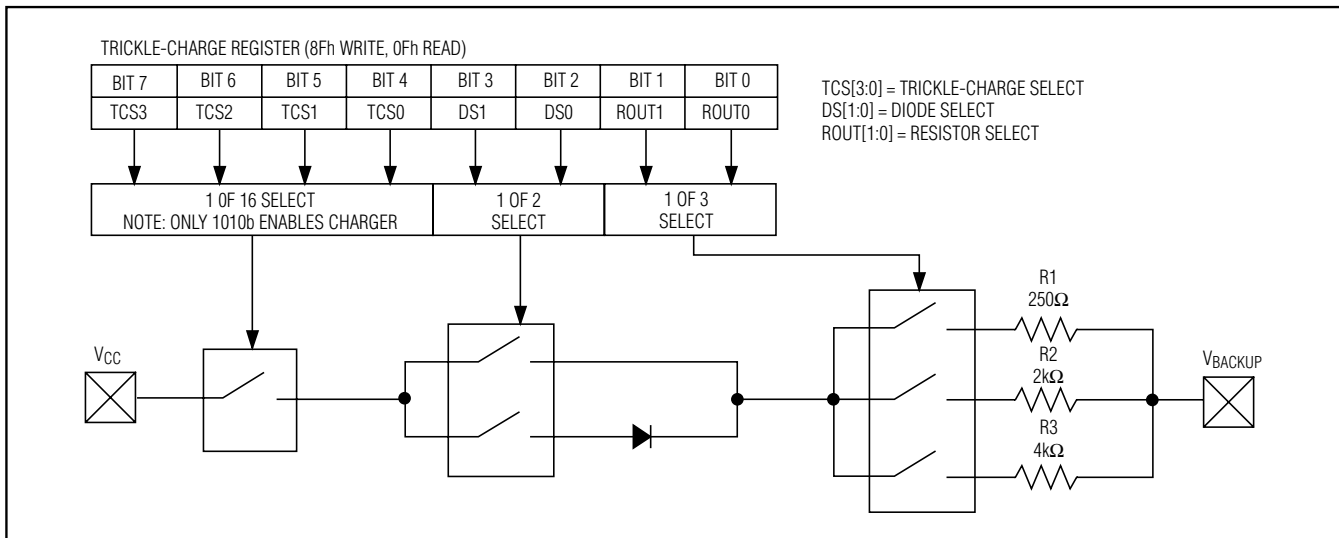 TRICKLE-CHARGE REGISTER (8Fh WRITE, 0Fh READ)
BIT 7 BIT 6 BIT 5 BIT 4 BIT 3 BIT 2 BIT 1 BIT 0
TCS3 TCS2 TCS1 TCS0 DS1 DS0 ROUT1 ROUT0
TCS[3:0] = TRICKLE-CHARGE SELECT
DS[1:0] = DIODE SELECT
ROUT[1:0] = RESISTOR SELECT
1 OF 16 SELECT
NOTE: ONLY 1010b ENABLES CHARGER
1 OF 2
SELECT
1 OF 3
SELECT
VCC
R1
250Ω
R2
2kΩ
R3
4kΩ
VBACKUP